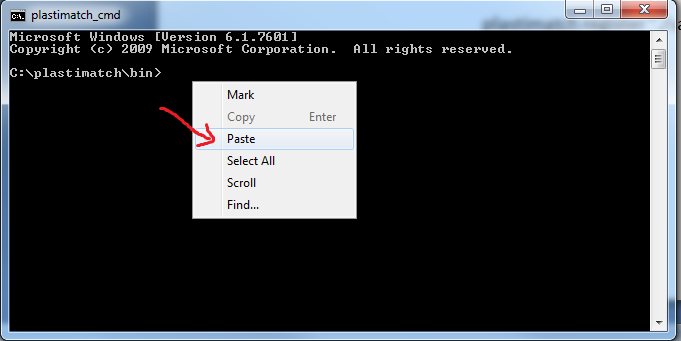 plastimatch_cmd
Microsoft Windows [Version 6.1.7601]
Copyright (c) 2009 Microsoft Corporation.  All rights reserved.
C:\plastimatch\bin>
Mark
Copy Enter
Paste
Select All
Scroll
Find...